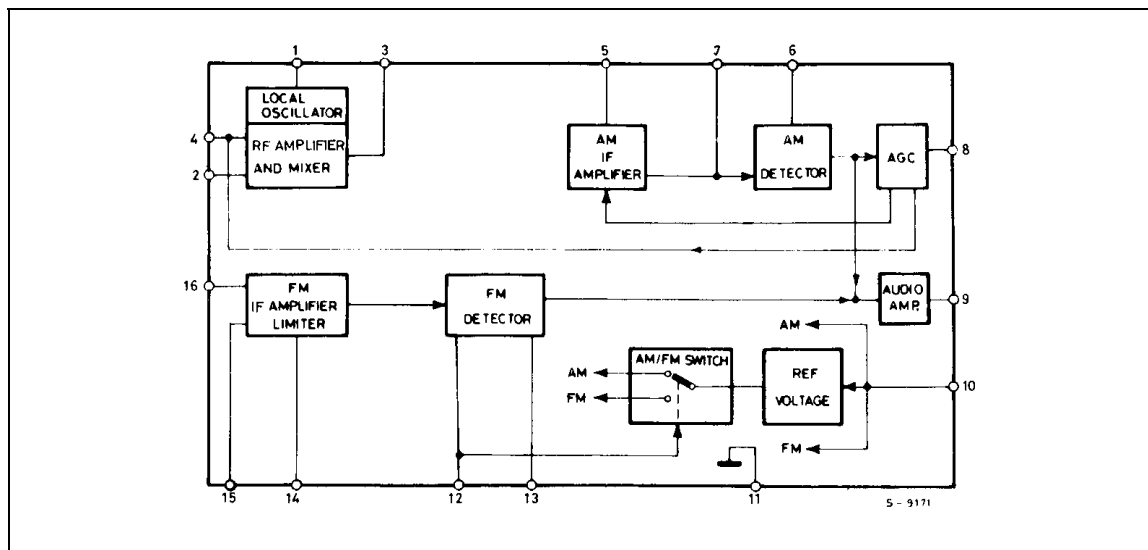 1 3 5 7 6
LOCAL
OSCILLATOR
RF AMPLIFIER
AND MIXER
4
2
AM
IF
AMPLIFIER
AM
DETECTOR
AGC
8
16
FM
IF AMPLIFIER
LIMITER
FM
DETECTOR
AUDIO
AMP.
9
AM
AM/FM SWITCH
AM
FM
REF
VOLTAGE
10
FM
15 14 12 13 11
S - 9171